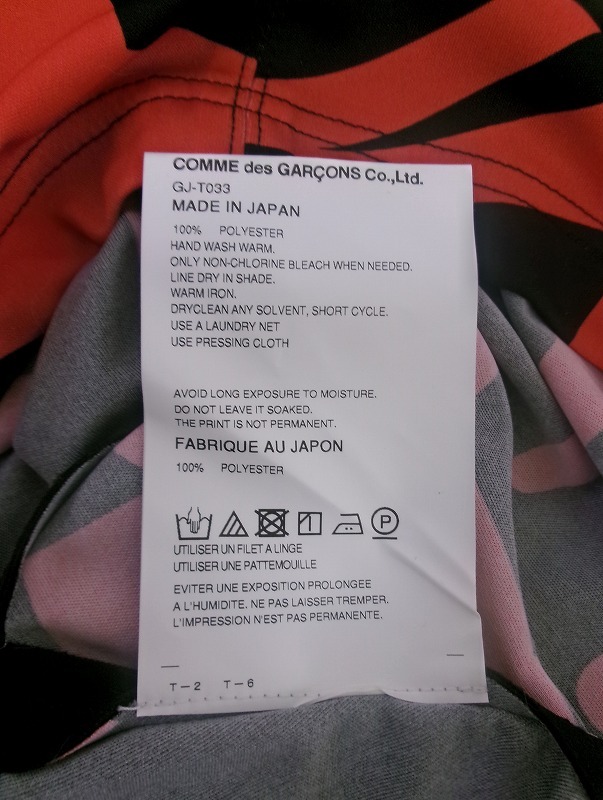 COMME des GARÇONS Co.,Ltd.
GJ-T033
MADE IN JAPAN
100% POLYESTER
HAND WASH WARM.
ONLY NON-CHLORINE BLEACH WHEN NEEDED.
LINE DRY IN SHADE.
WARM IRON.
DRYCLEAN ANY SOLVENT, SHORT CYCLE.
USE A LAUNDRY NET
USE PRESSING CLOTH
AVOID LONG EXPOSURE TO MOISTURE.
DO NOT LEAVE IT SOAKED.
THE PRINT IS NOT PERMANENT.
FABRIQUE AU JAPON
100% POLYESTER
P
UTILISER UN FILET A LINGE
UTILISER UNE PATTEMOUILLE
EVITER UNE EXPOSITION PROLONGEE
A L'HUMIDITE. NE PAS LAISSER TREMPER.
L'IMPRESSION N'EST PAS PERMANENTE.
T-2 T-6